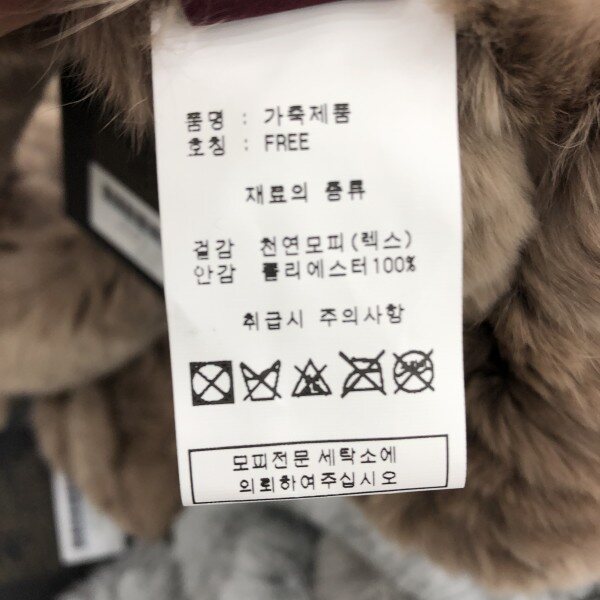 품명 : 가죽제품
호칭 : FREE
재료의 종류
겉감 천연모피(렉스)
안감 폴리에스터100%
취급시 주의사항
모피전문 세탁소에
의뢰하여주십시오